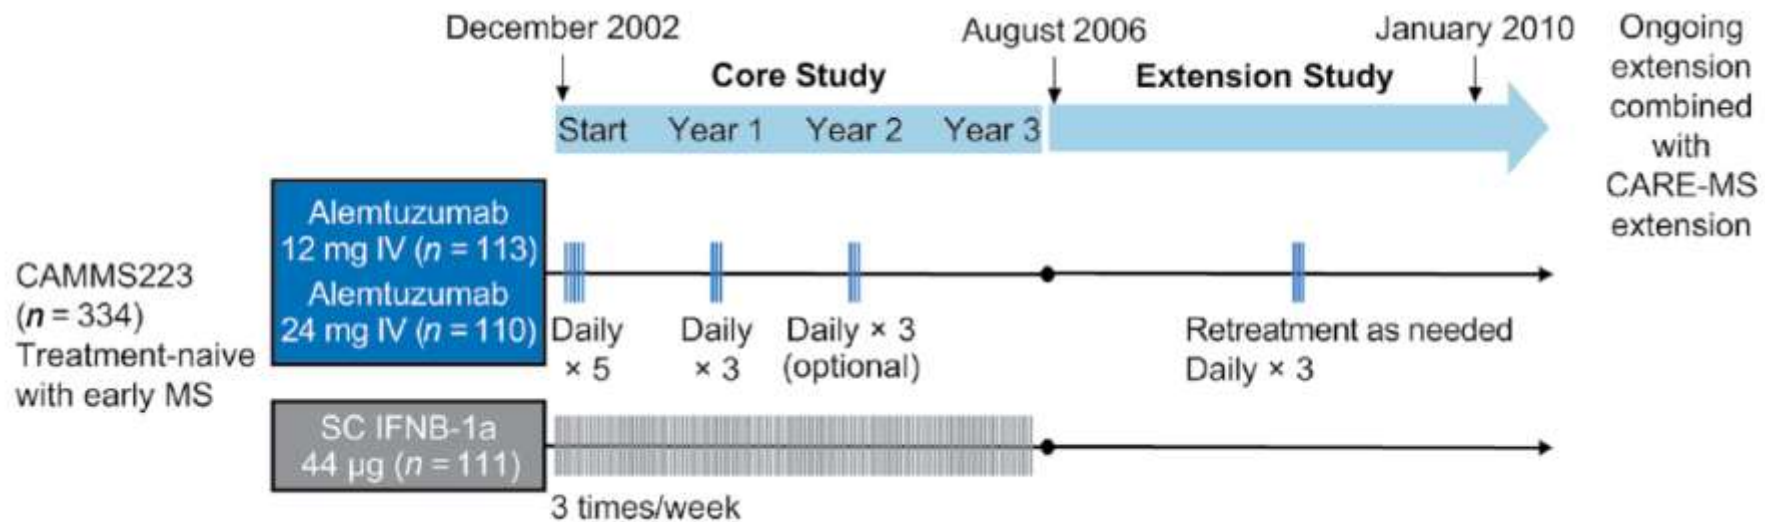 December 2002
August 2006
January 2010
Ongoing
extension
combined
with
CARE-MS
extension
Core Study
Extension Study
Start Year 1 Year 2 Year 3
CAMMS223
(n = 334)
Treatment-naive
with early MS
Alemtuzumab
12 mg IV (n = 113)
Alemtuzumab
24 mg IV (n = 110)
Daily
× 5
Daily
× 3
Daily × 3
(optional)
Retreatment as needed
Daily × 3
SC IFNB-1a
44 µg (n = 111)
3 times/week